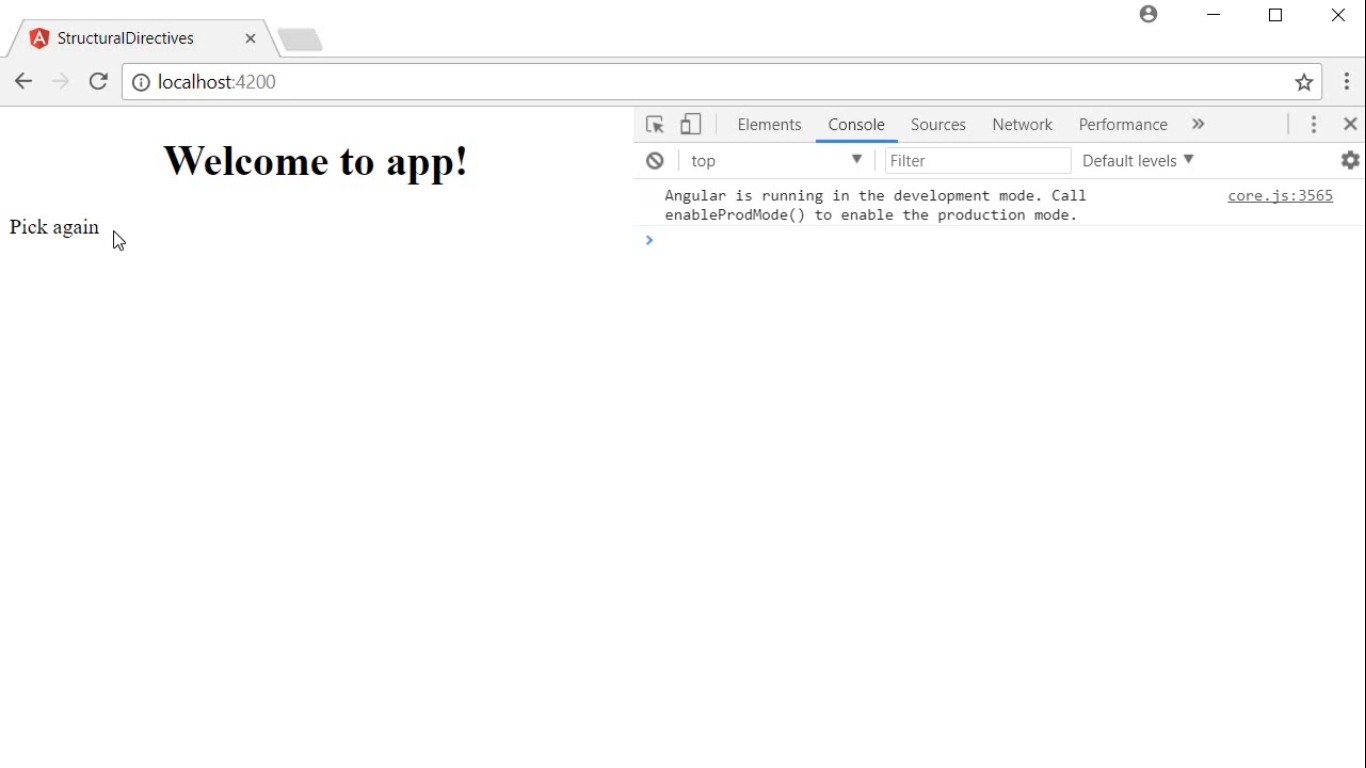 StructuralDirectives
localhost:4200
Welcome to app!
Pick again
Elements Console Sources Network Performance »
top Filter Default levels
Angular is running in the development mode. Call core.js:3565
enableProdMode() to enable the production mode.